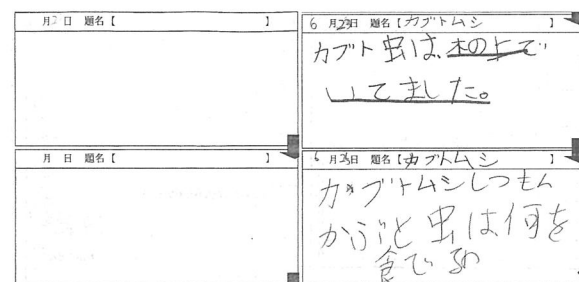 月 日 題名【 】
6月23日 題名【カブトムシ】
カブト虫は、木の上で
いてました。
月 日 題名【 】
6月23日 題名【カブトムシ】
カブトムシしつもん
かぶと虫は何を
食でるの